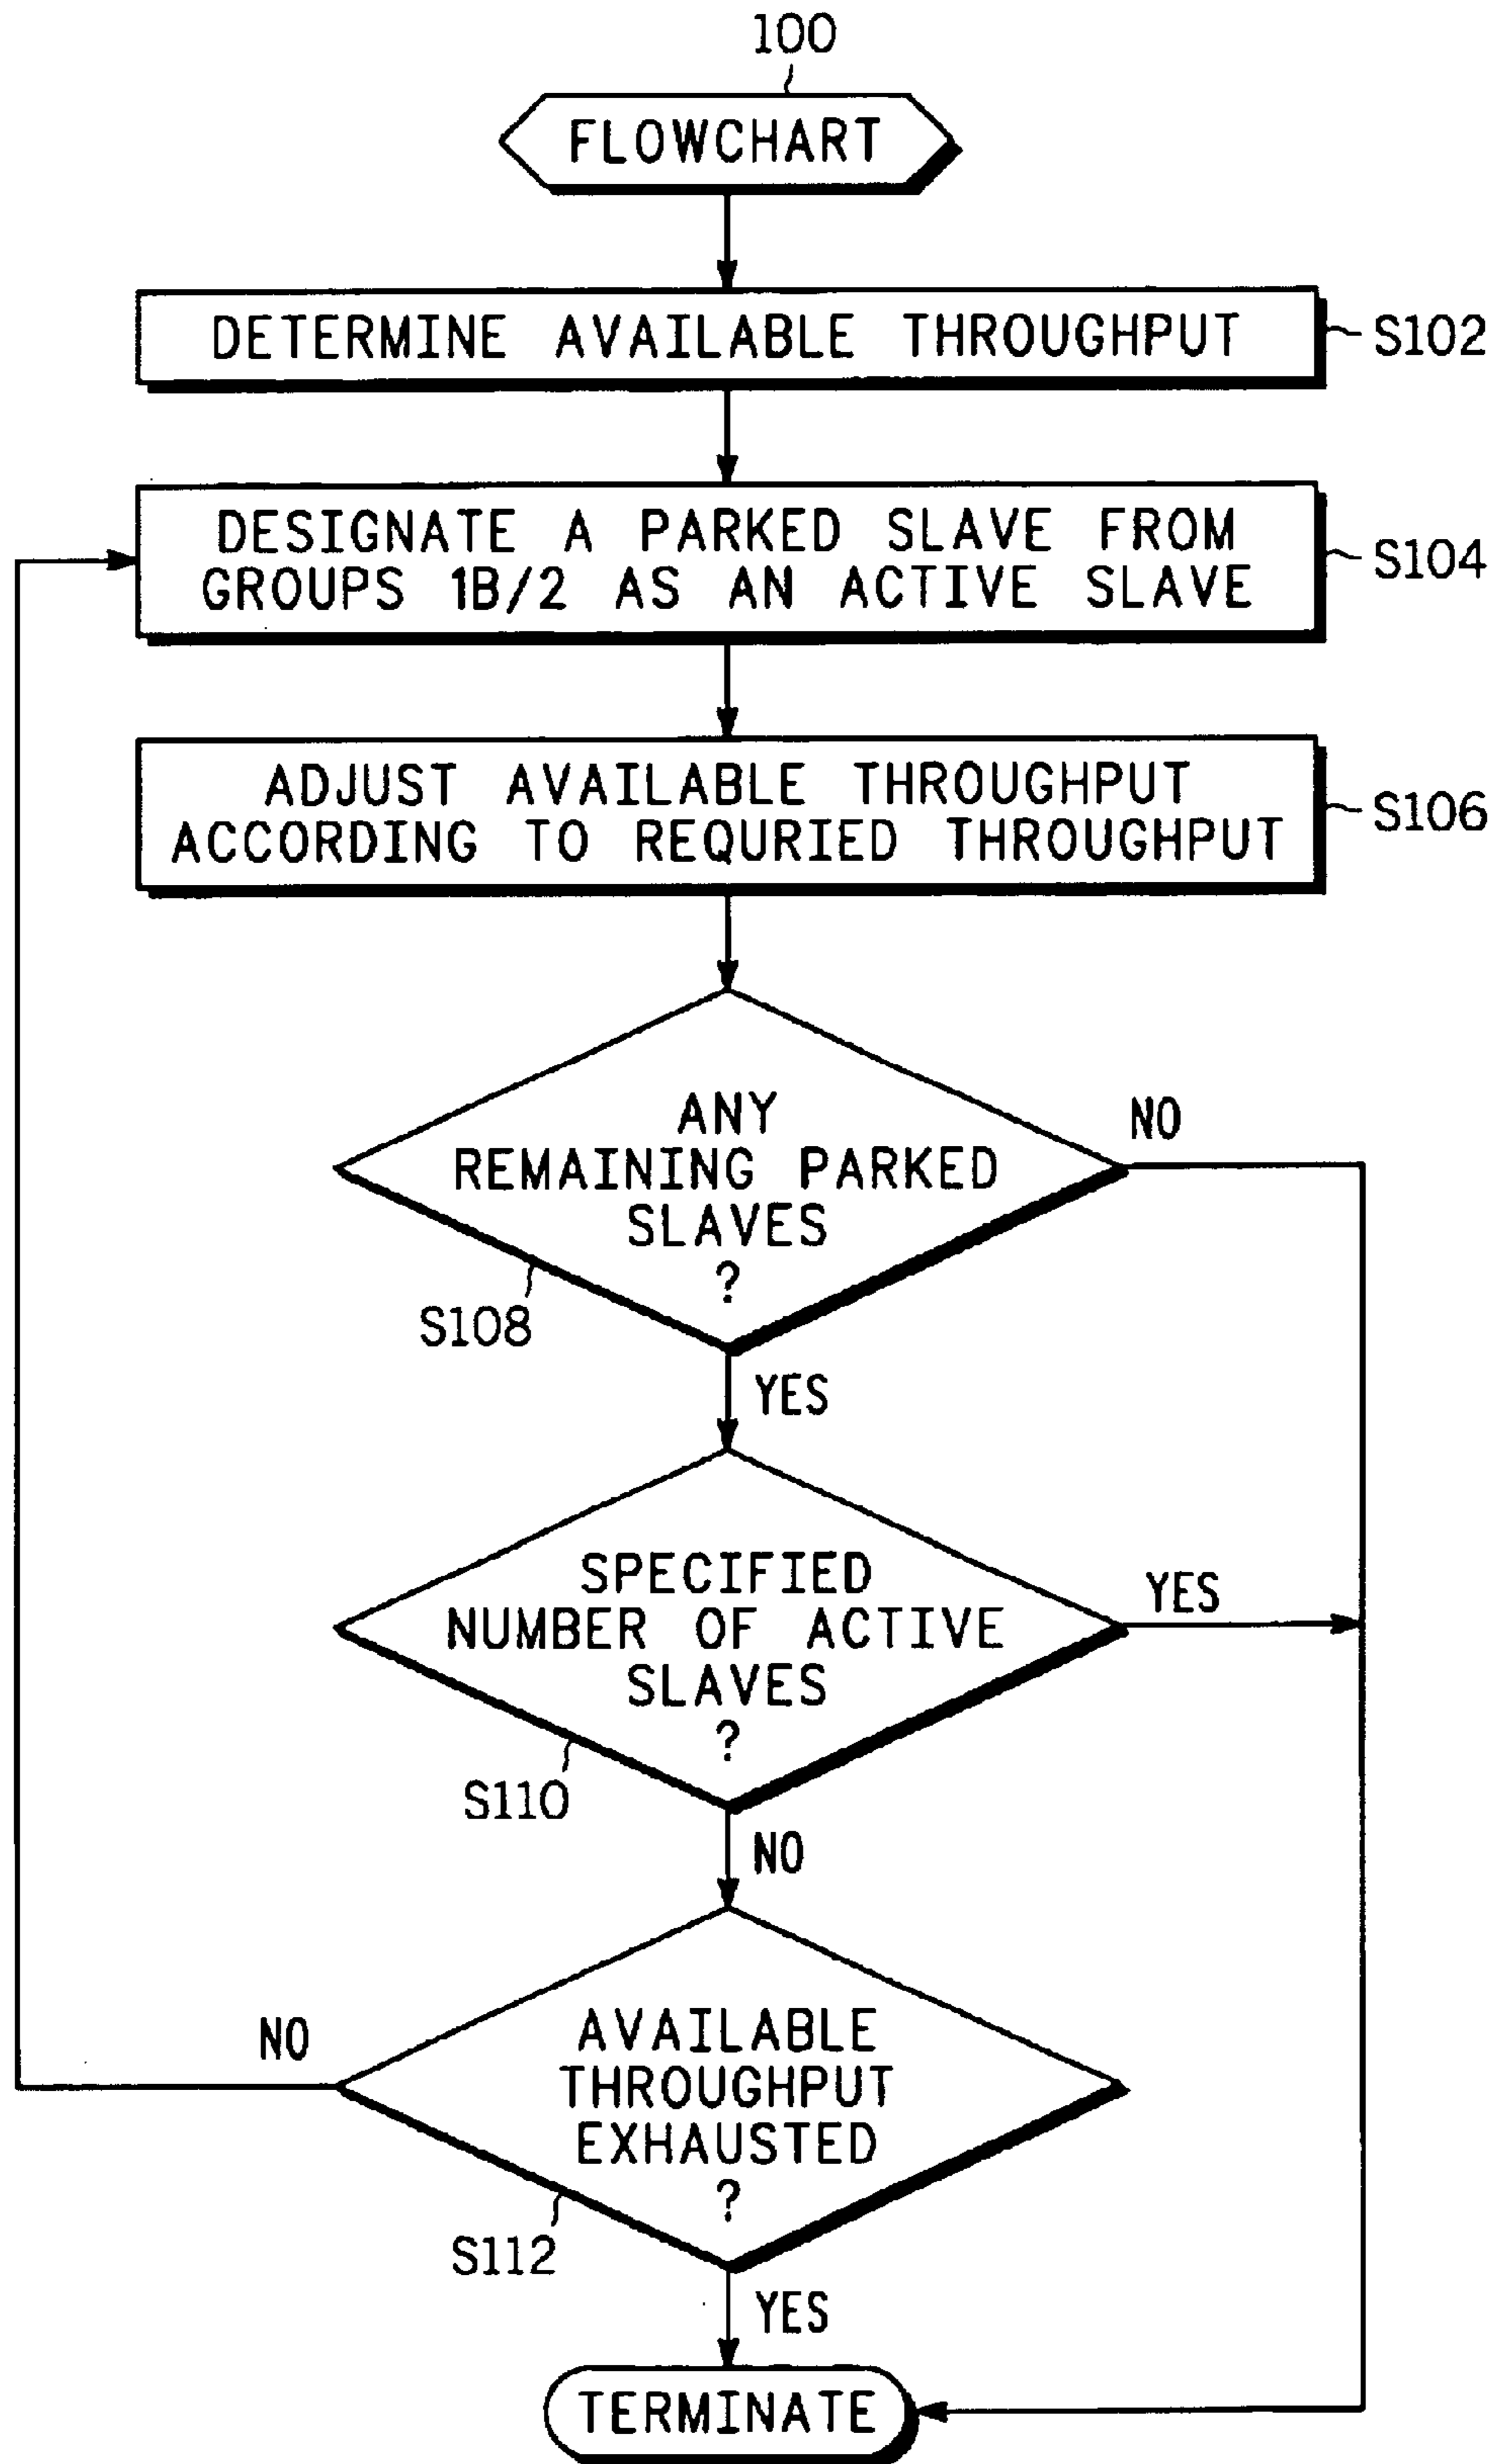 100
FLOWCHART
DETERMINE AVAILABLE THROUGHPUT
S102
DESIGNATE A PARKED SLAVE FROM
GROUPS 1B/2 AS AN ACTIVE SLAVE
S104
ADJUST AVAILABLE THROUGHPUT
ACCORDING TO REQURIED THROUGHPUT
S106
ANY
REMAINING PARKED
SLAVES
?
NO
S108
YES
SPECIFIED
NUMBER OF ACTIVE
SLAVES
?
YES
S110
NO
AVAILABLE
THROUGHPUT
EXHAUSTED
?
NO
S112
YES
TERMINATE